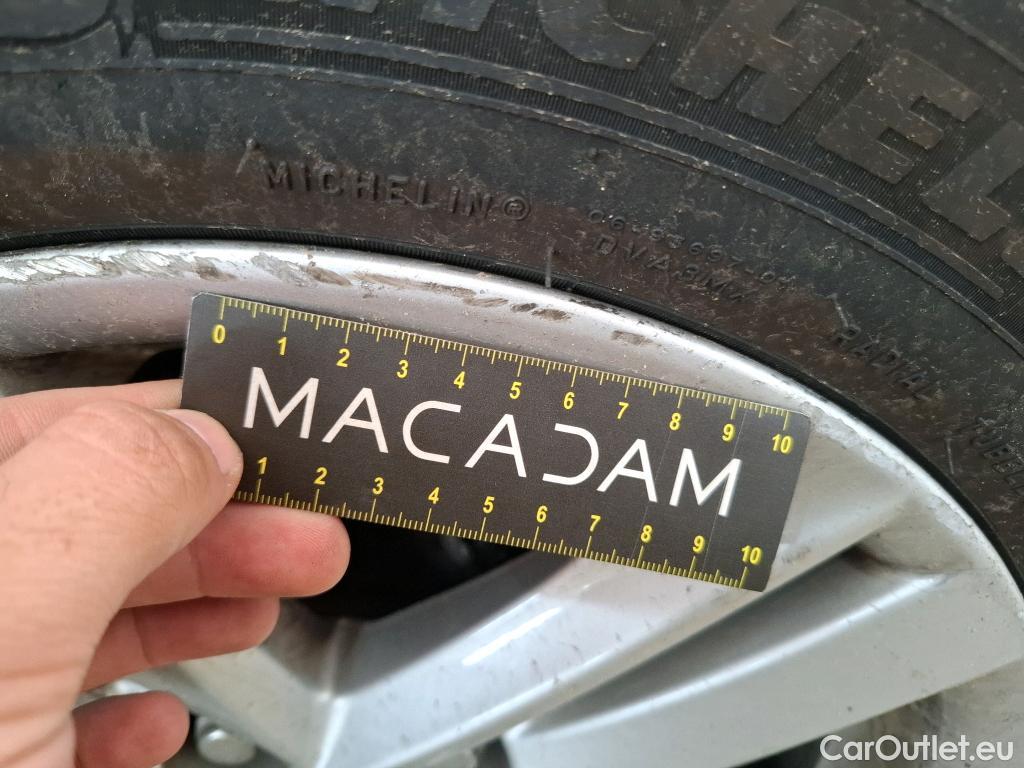 MICHELIN
MICHELIN®
RADIAL TUBELE
0 1 2 3 4 5 6 7 8 9 10
MACADAM
1 2 3 4 5 6 7 8 9 10
CarOutlet.eu